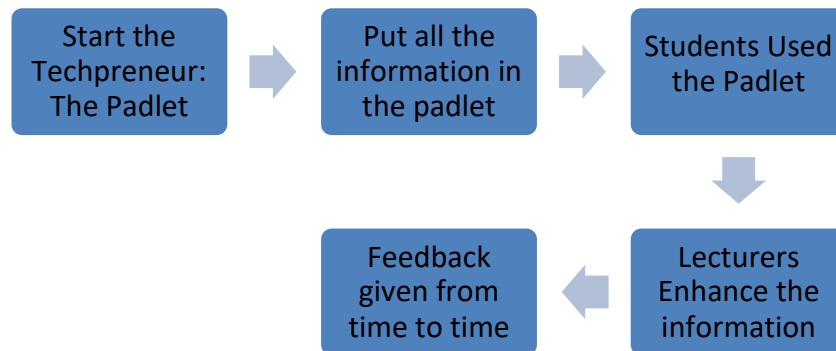 Start the
Techpreneur:
The Padlet
Put all the
information in
the padlet
Students Used
the Padlet
Lecturers
Enhance the
information
Feedback
given from
time to time